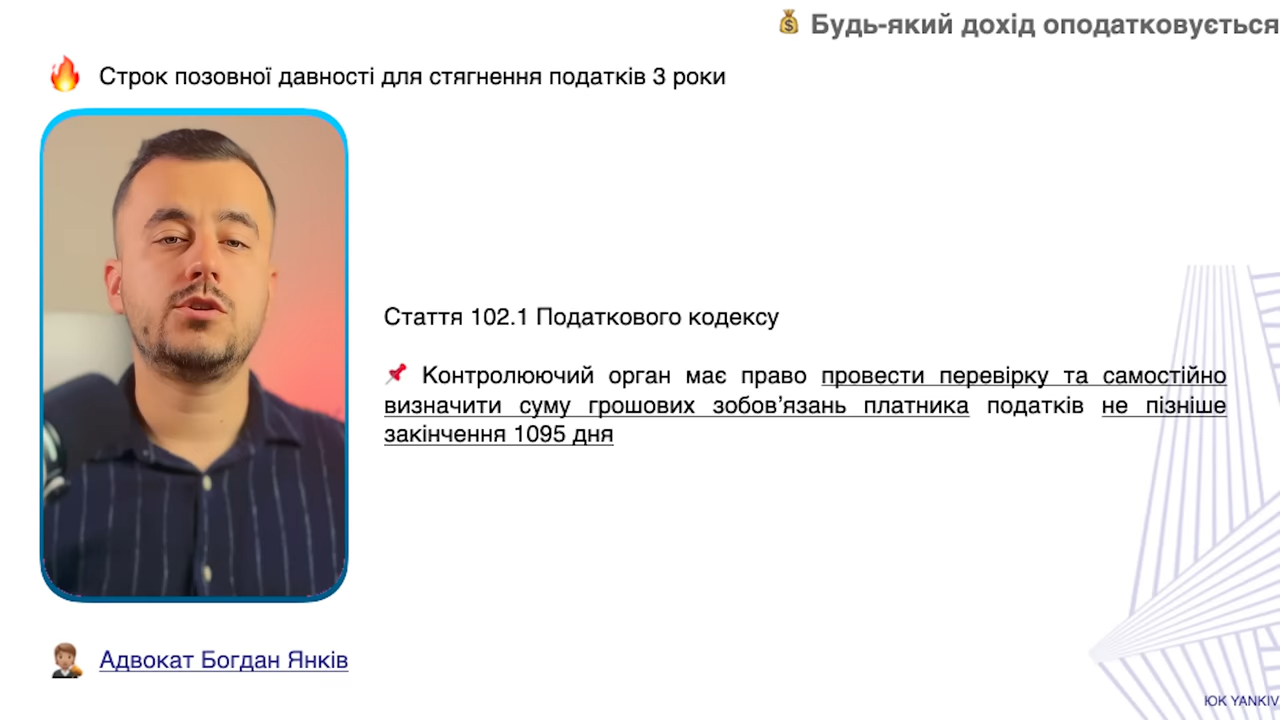 Будь-який дохід оподатковується
Строк позовної давності для стягнення податків 3 роки
Стаття 102.1 Податкового кодексу
Контролюючий орган має право провести перевірку та самостійно
визначити суму грошових зобов’язань платника податків не пізніше
закінчення 1095 дня
Адвокат Богдан Янків
ЮК YANKIV